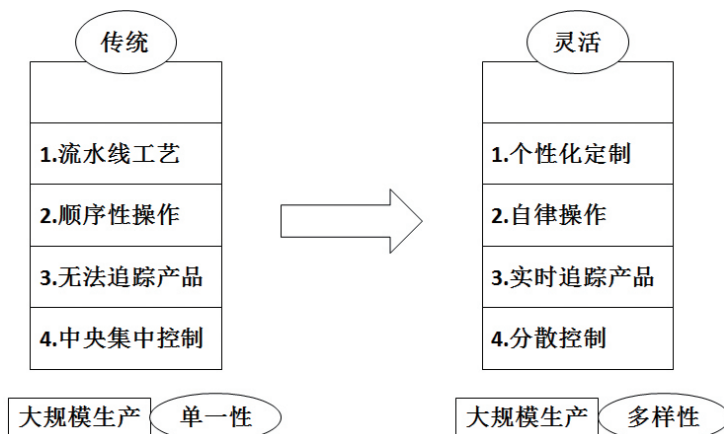 传统
1.流水线工艺
2.顺序性操作
3.无法追踪产品
4.中央集中控制
大规模生产 单一性
灵活
1.个性化定制
2.自律操作
3.实时追踪产品
4.分散控制
大规模生产 多样性